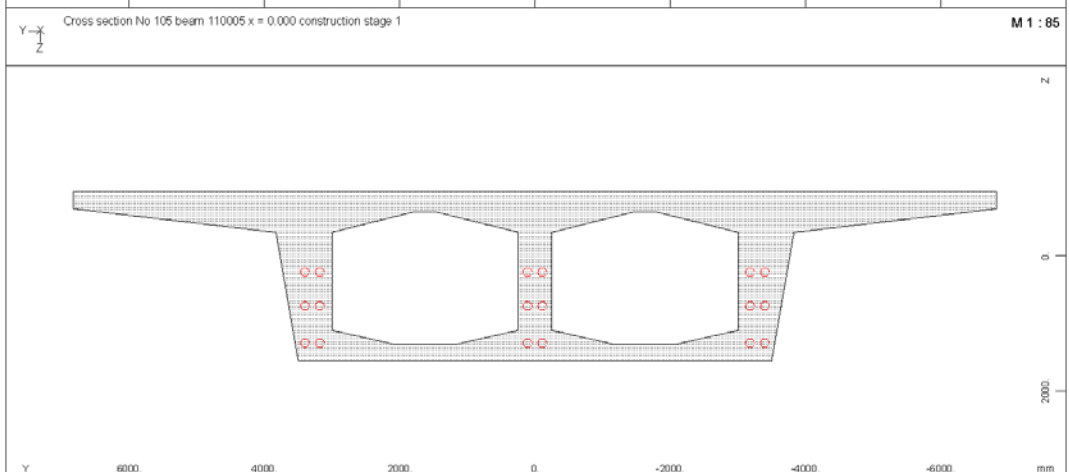 Cross section No 105 beam 110005 x = 0.000 construction stage 1
M 1 : 85
Y X
Z
Z
0.
2000.
Y 6000. 4000. 2000. 0. -2000. -4000. -6000. mm